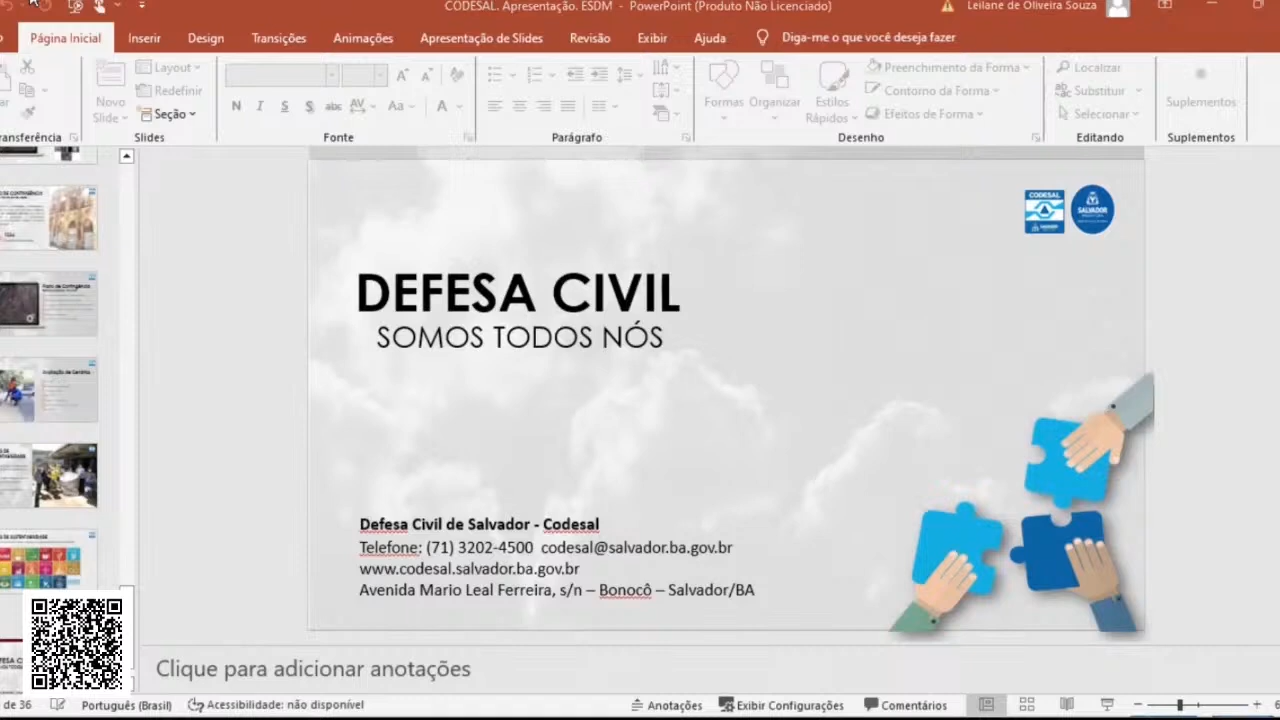 CODESAL. Apresentação. ESDM - PowerPoint (Produto Não Licenciado)
Leilane de Oliveira Souza
Página Inicial
Inserir
Design
Transições
Animações
Apresentação de Slides
Revisão
Exibir
Ajuda
Diga-me o que você deseja fazer
Novo
Slide
Layout
Redefinir
Seção
Formas
Organizar
Estilos
Rápidos
Preenchimento da Forma
Contorno da Forma
Efeitos de Forma
Localizar
Substituir
Selecionar
Suplementos
ansferência
Slides
Fonte
Parágrafo
Desenho
Editando
Suplementos
CODESAL
SALVADOR
DEFESA CIVIL
SOMOS TODOS NÓS
Defesa Civil de Salvador - Codesal
Telefone: (71) 3202-4500 codesal@salvador.ba.gov.br
www.codesal.salvador.ba.gov.br
Avenida Mario Leal Ferreira, s/n – Bonocô – Salvador/BA
Clique para adicionar anotações
de 36
Português (Brasil)
Acessibilidade: não disponível
Anotações
Exibir Configurações
Comentários